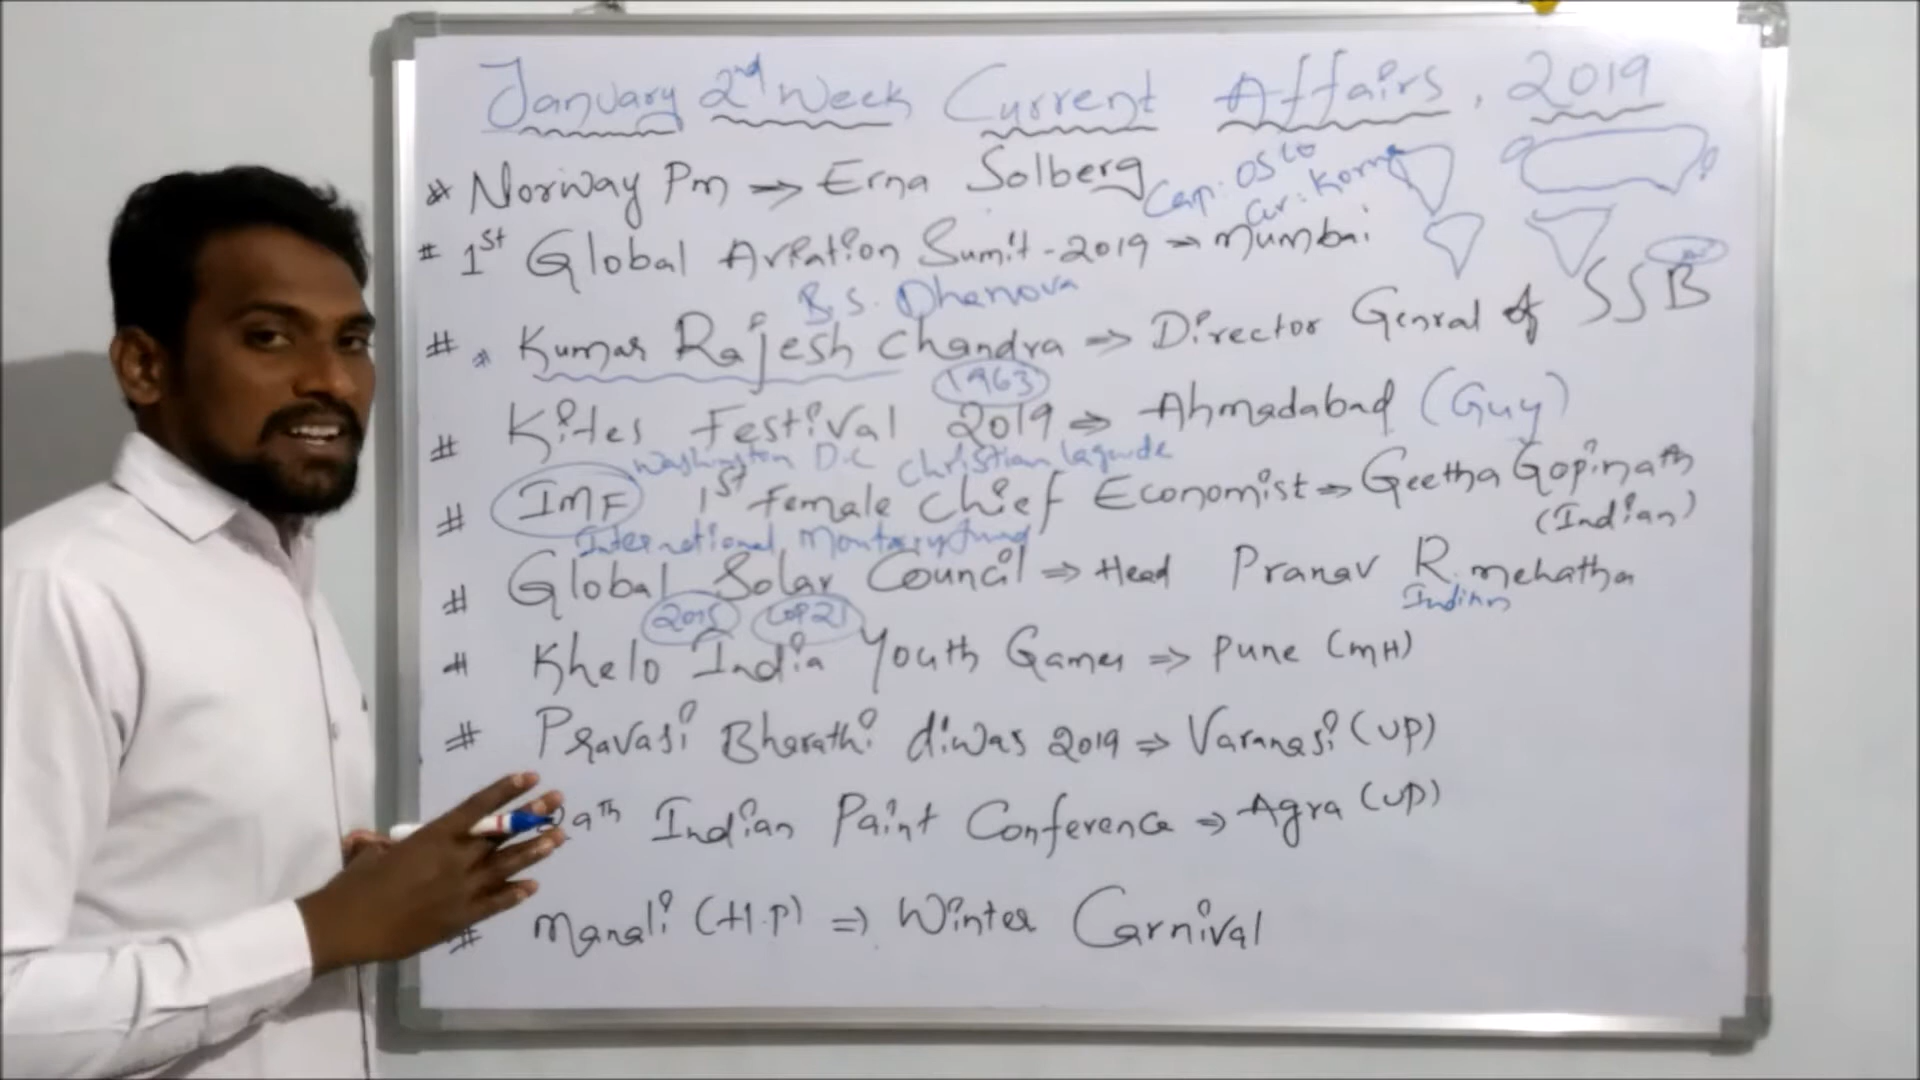 January 2nd Week Current Affairs, 2019
* Norway Pm → Erna Solberg
Cap: Oslo
cur: Korne
# 1st Global Aviation Sumit-2019 → mumbai
B.S. Dhanova
# * Kumar Rajesh Chandra ⇒ Director Genral of SSB
1963
# Kites Festival 2019 ⇒ Ahmadabad (Guj)
Washington D.C Christian lagarde
# IMF 1st Female Chief Economist ⇒ Geetha Gopinath
(Indian)
International Montary fund
# Global Solar Council ⇒ Head Pranav R. mehatha
2015 COP21 Indian
# Khelo India Youth Games ⇒ Pune (MH)
# Pravasi Bharathi diwas 2019 ⇒ Varanasi (UP)
Indian Paint Conference ⇒ Agra (UP)
# Manali (H.P) ⇒ Winter Carnival